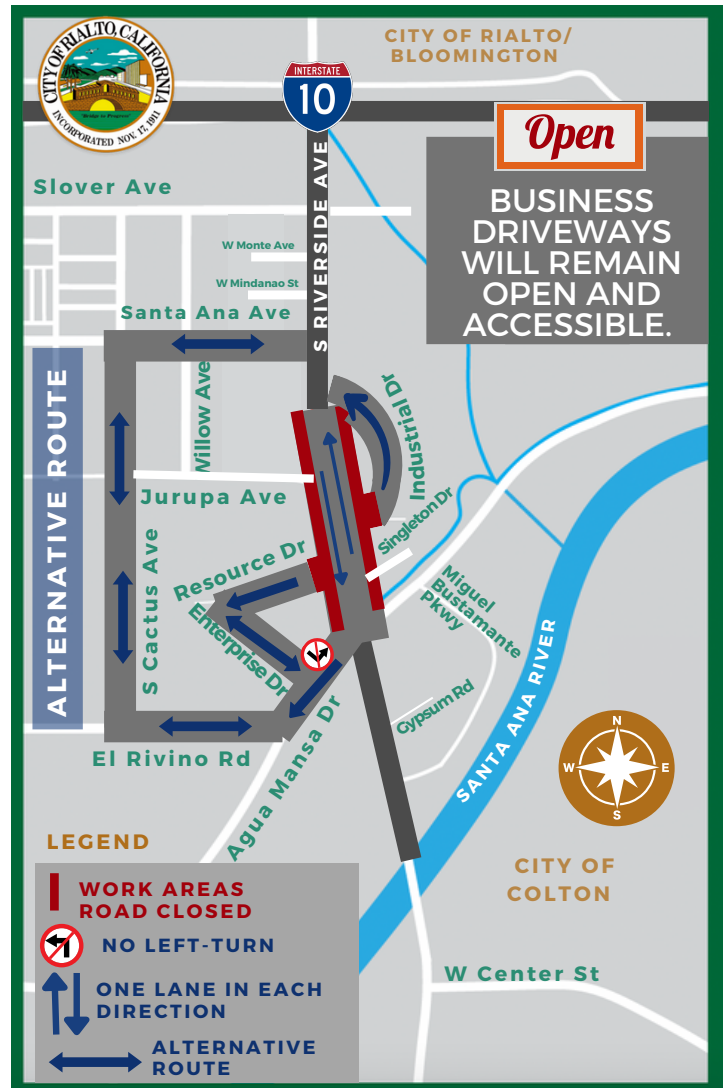 CITY OF RIALTO, CALIFORNIA
"Bridge to Progress"
INCORPORATED NOV. 17, 1911
CITY OF RIALTO/
BLOOMINGTON
INTERSTATE
10
Open
BUSINESS
DRIVEWAYS
WILL REMAIN
OPEN AND
ACCESSIBLE.
S RIVERSIDE AVE
Slover Ave
W Monte Ave
W Mindanao St
Santa Ana Ave
ALTERNATIVE ROUTE
Willow Ave
Industrial Dr
Jurupa Ave
Singleton Dr
S Cactus Ave
Resource Dr
Enterprise Dr
Miguel
Bustamante
Pkwy
Gypsum Rd
SANTA ANA RIVER
N
W
E
S
El Rivino Rd
Agua Mansa Dr
LEGEND
WORK AREAS
ROAD CLOSED
NO LEFT-TURN
ONE LANE IN EACH
DIRECTION
ALTERNATIVE
ROUTE
CITY OF
COLTON
W Center St